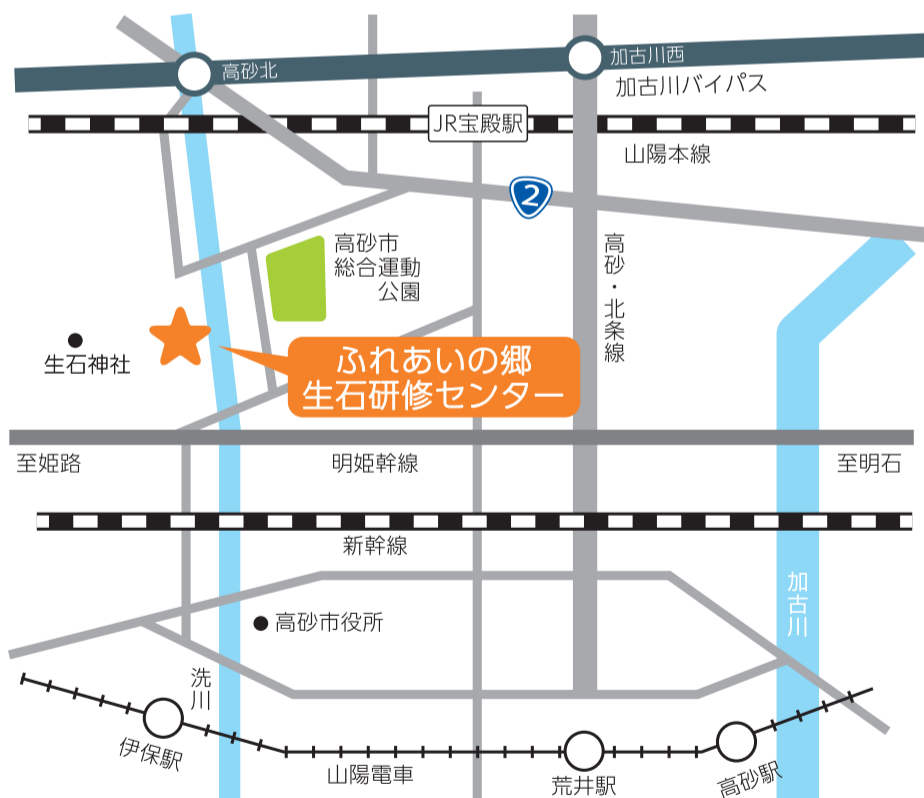 高砂北
加古川西
加古川バイパス
JR宝殿駅
山陽本線
2
高砂市
総合運動
公園
高砂・北条線
生石神社
ふれあいの郷
生石研修センター
至姫路
明姫幹線
至明石
新幹線
加古川
高砂市役所
洗川
伊保駅
山陽電車
荒井駅
高砂駅